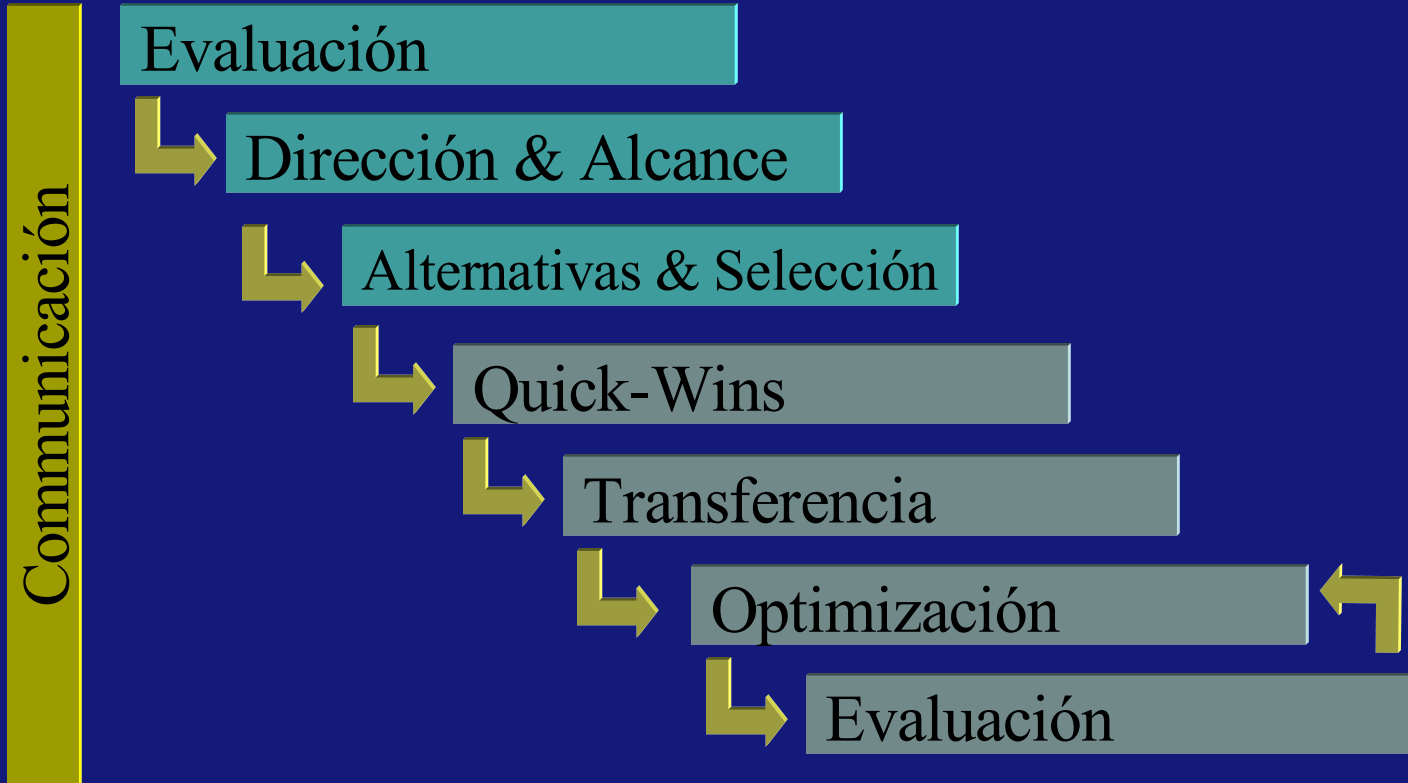 Communicación
Evaluación
Dirección & Alcance
Alternativas & Selección
Quick-Wins
Transferencia
Optimización
Evaluación